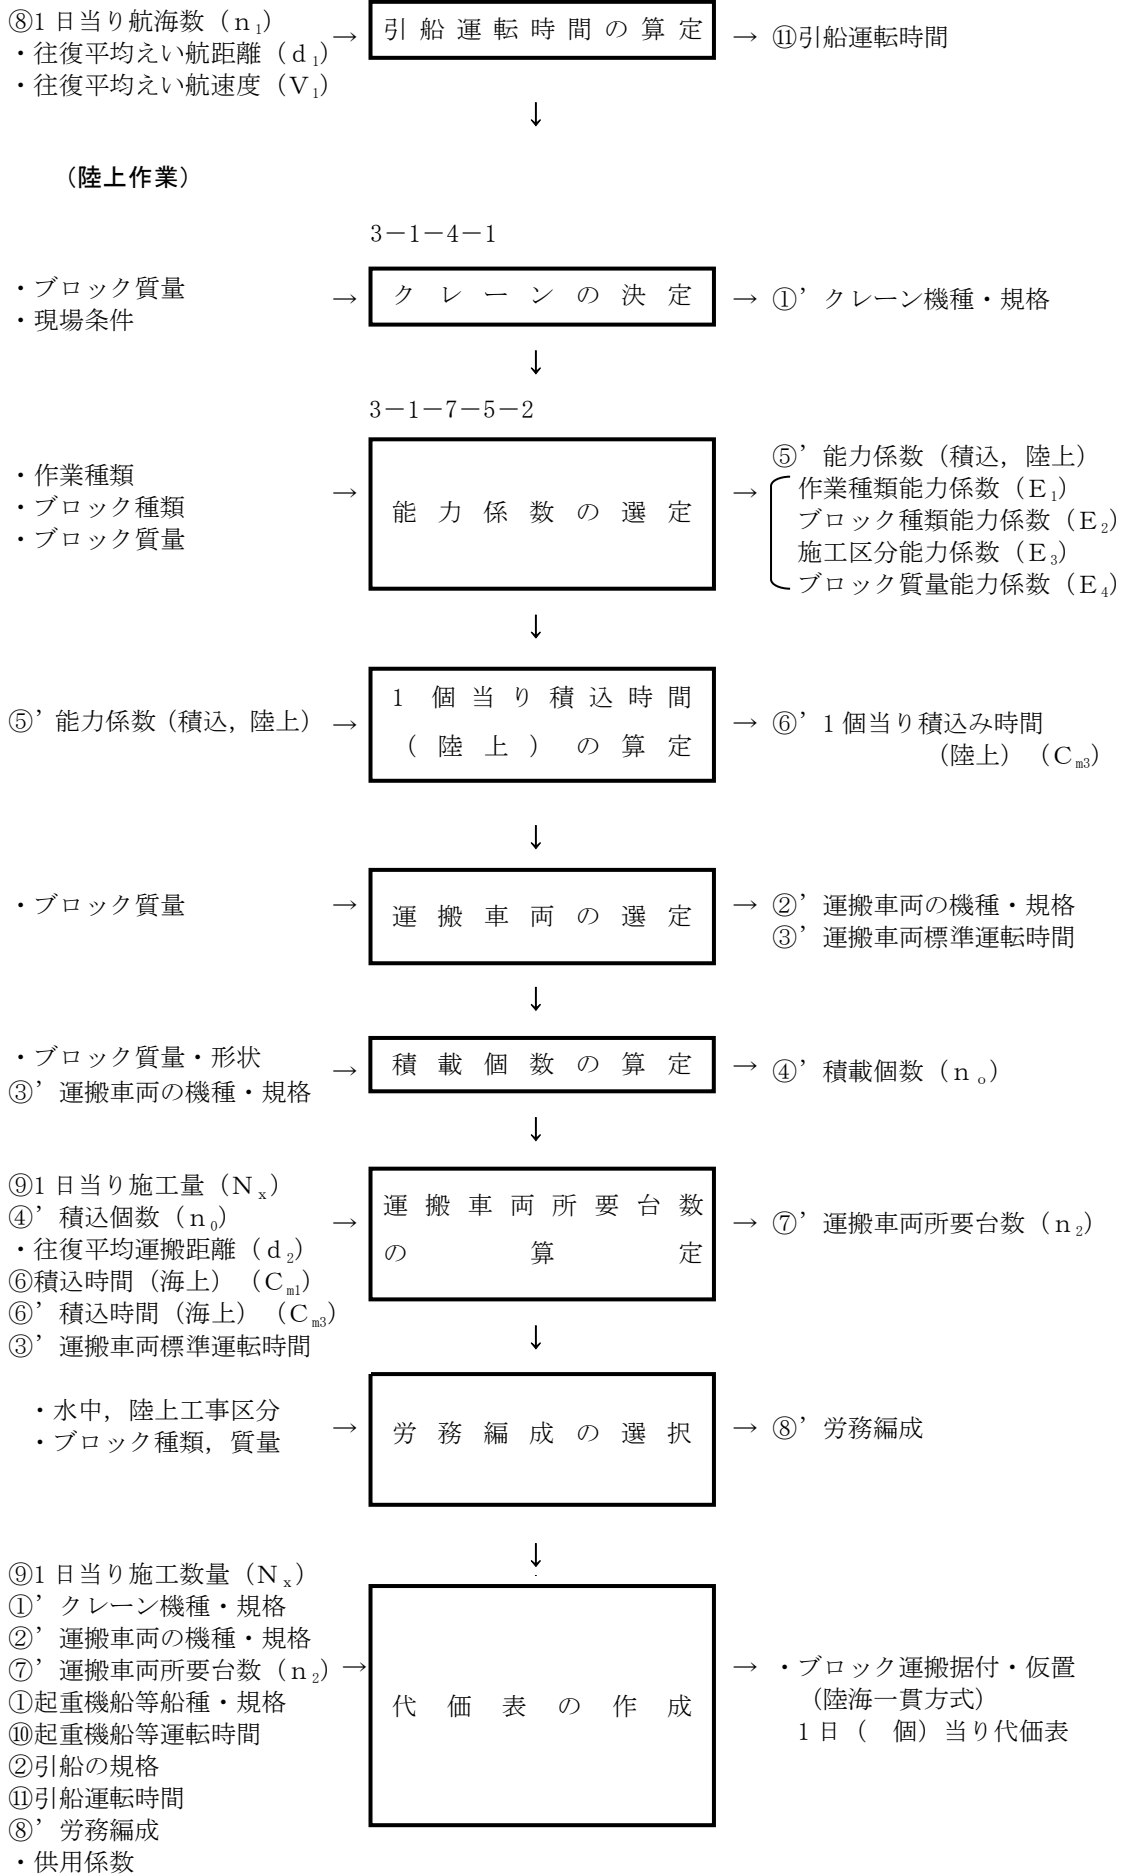 ⑧1日当り航海数（ｎ₁）
・往復平均えい航距離（ｄ₁）
・往復平均えい航速度（Ｖ₁）
→
引船運転時間の算定
→ ⑪引船運転時間
↓
（陸上作業）
3－1－4－1
・ブロック質量
・現場条件
→
クレーンの決定
→ ①’クレーン機種・規格
↓
3－1－7－5－2
・作業種類
・ブロック種類
・ブロック質量
→
能力係数の選定
→
⑤’能力係数（積込，陸上）
作業種類能力係数（Ｅ₁）
ブロック種類能力係数（Ｅ₂）
施工区分能力係数（Ｅ₃）
ブロック質量能力係数（Ｅ₄）
↓
⑤’能力係数（積込，陸上） →
1個当り積込時間
（陸上）の算定
→ ⑥’1個当り積込み時間
（陸上）（Ｃm3）
↓
・ブロック質量 →
運搬車両の選定
→ ②’運搬車両の機種・規格
③’運搬車両標準運転時間
↓
・ブロック質量・形状
③’運搬車両の機種・規格
→
積載個数の算定
→ ④’積載個数（ｎ₀）
↓
⑨1日当り施工量（Ｎx）
④’積込個数（ｎ₀）
・往復平均運搬距離（ｄ₂）
⑥積込時間（海上）（Ｃm1）
⑥’積込時間（海上）（Ｃm3）
③’運搬車両標準運転時間
→
運搬車両所要台数
の算定
→ ⑦’運搬車両所要台数（ｎ₂）
↓
・水中，陸上工事区分
・ブロック種類，質量
→
労務編成の選択
→ ⑧’労務編成
↓
⑨1日当り施工数量（Ｎx）
①’クレーン機種・規格
②’運搬車両の機種・規格
⑦’運搬車両所要台数（ｎ₂）→
①起重機船等船種・規格
⑩起重機船等運転時間
②引船の規格
⑪引船運転時間
⑧’労務編成
・供用係数
代価表の作成
→ ・ブロック運搬据付・仮置
（陸海一貫方式）
1日（　個）当り代価表